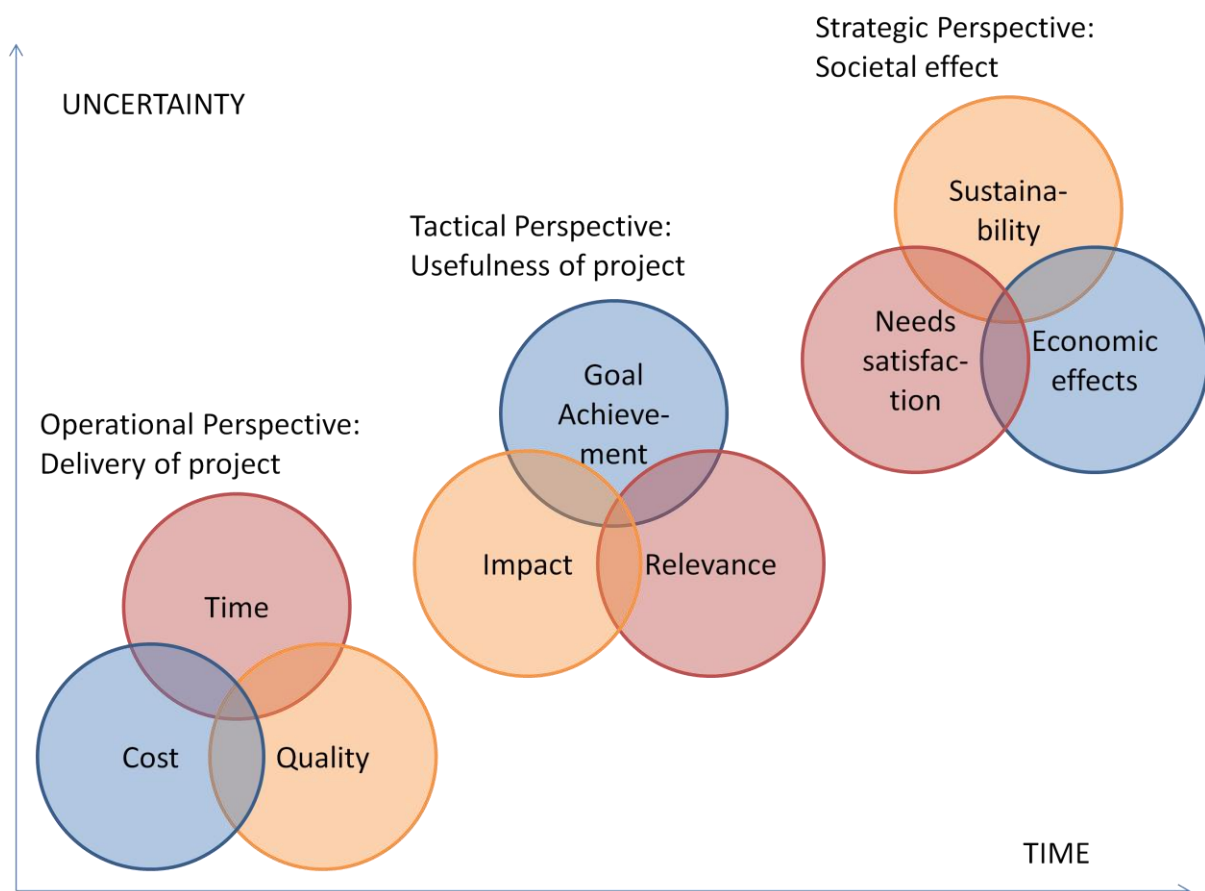 Strategic Perspective:
Societal effect
UNCERTAINTY
Sustaina-
bility
Needs
satisfac-
tion
Economic
effects
Tactical Perspective:
Usefulness of project
Goal
Achieve-
ment
Impact
Relevance
Operational Perspective:
Delivery of project
Time
Cost
Quality
TIME